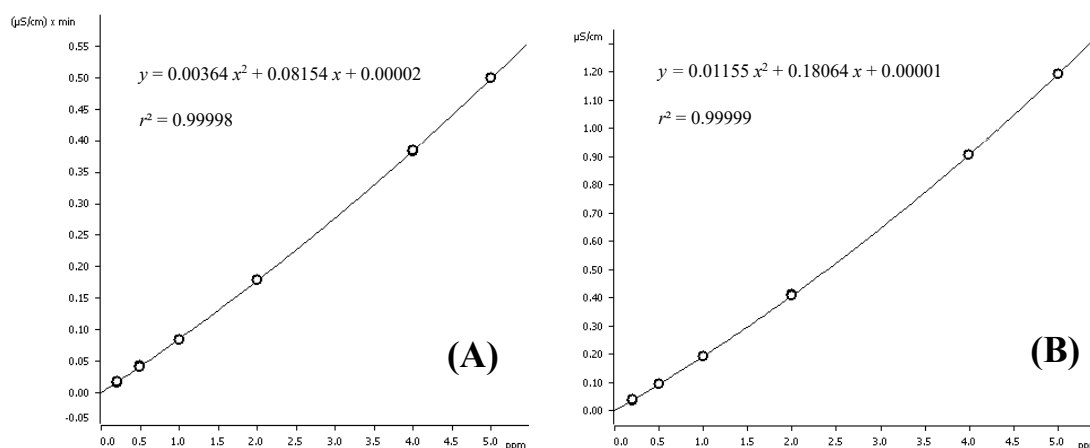 (µS/cm) x min
0.55
y = 0.00364 x² + 0.08154 x + 0.00002
0.50
0.45
r² = 0.99998
0.40
0.35
0.30
0.25
0.20
0.15
0.10
0.05
(A)
0.00
-0.05
0.0 0.5 1.0 1.5 2.0 2.5 3.0 3.5 4.0 4.5 5.0 ppm
µS/cm
y = 0.01155 x² + 0.18064 x + 0.00001
1.20
r² = 0.99999
1.10
1.00
0.90
0.80
0.70
0.60
0.50
0.40
0.30
0.20
(B)
0.10
0.00
0.0 0.5 1.0 1.5 2.0 2.5 3.0 3.5 4.0 4.5 5.0 ppm